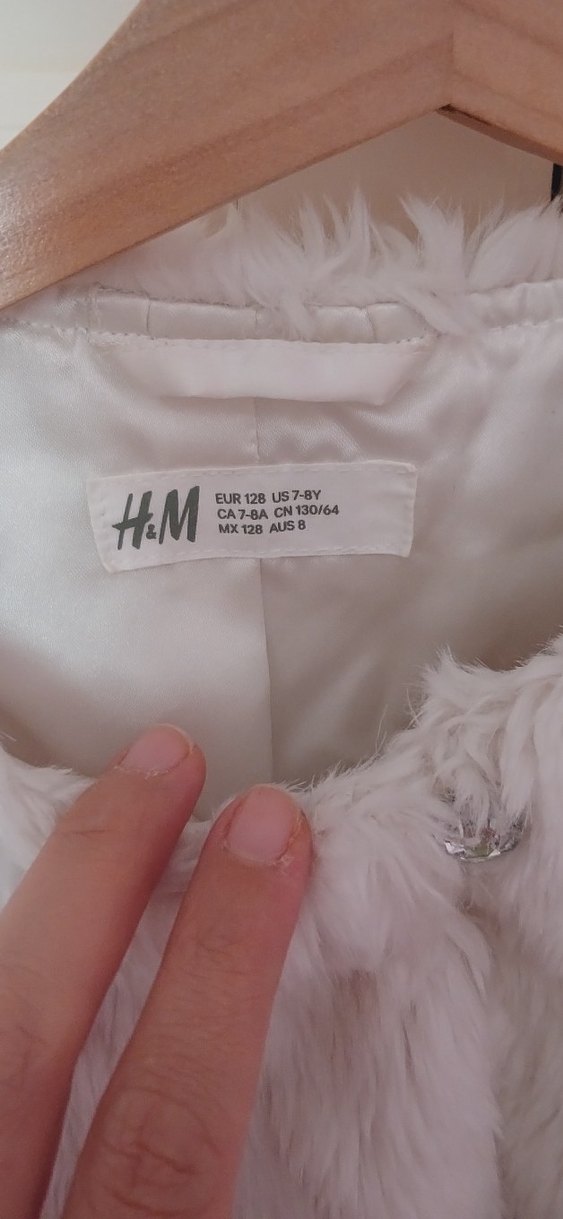 H&M
EUR 128 US 7-8Y
CA 7-8A CN 130/64
MX 128 AUS 8